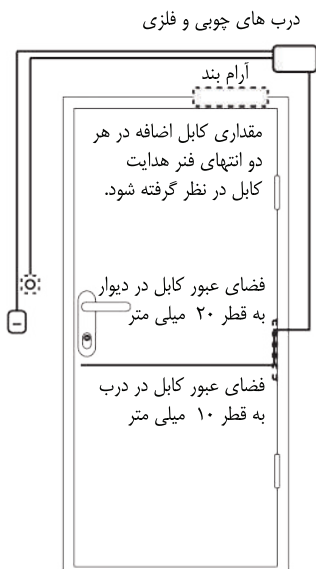 درب های چوبی و فلزی
آرام بند
مقداری کابل اضافه در هر
دو انتهای فنر هدایت
کابل در نظر گرفته شود.
فضای عبور کابل در دیوار
به قطر ۲۰ میلی متر
فضای عبور کابل در درب
به قطر ۱۰ میلی متر